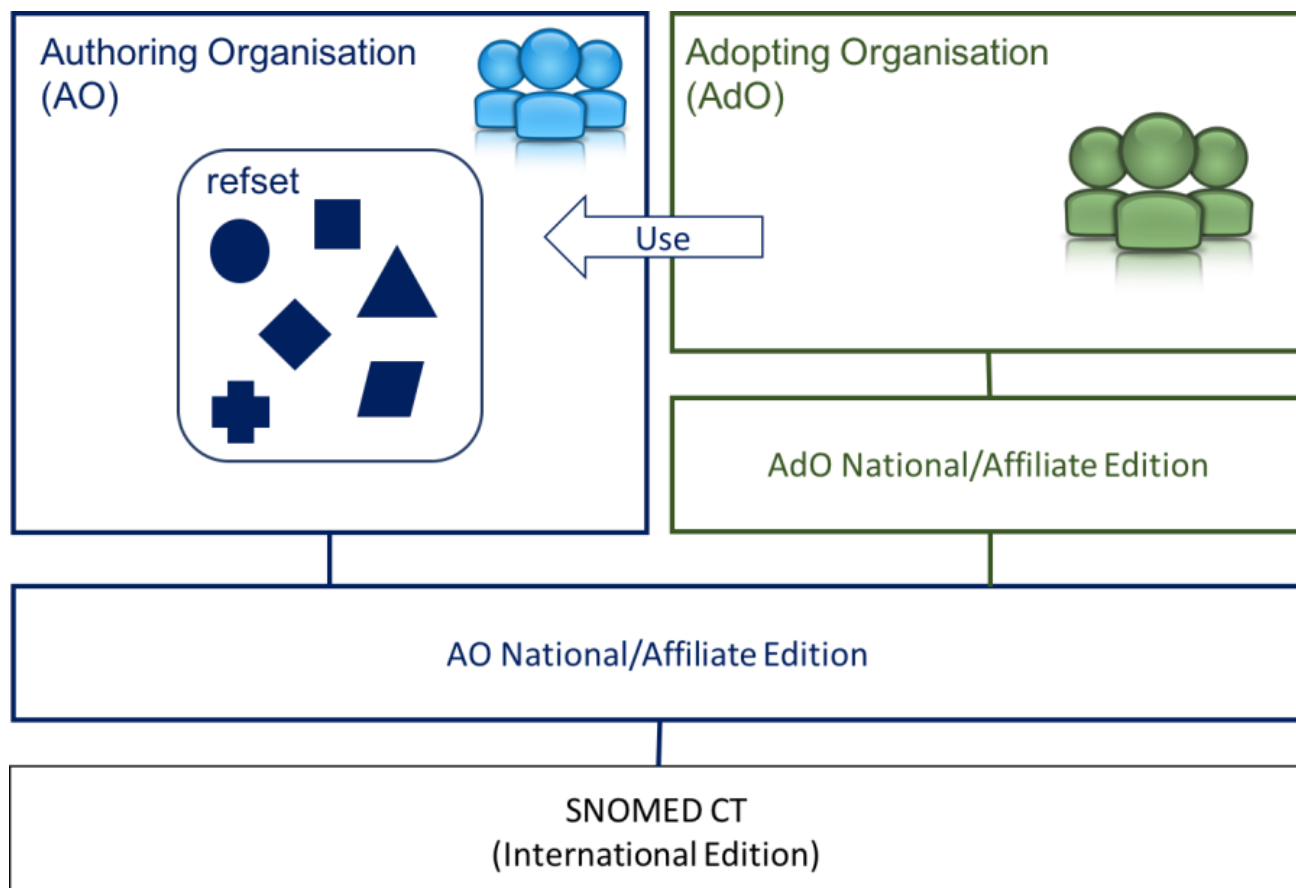 Authoring Organisation
(AO)
refset
Use
Adopting Organisation
(AdO)
AdO National/Affiliate Edition
AO National/Affiliate Edition
SNOMED CT
(International Edition)